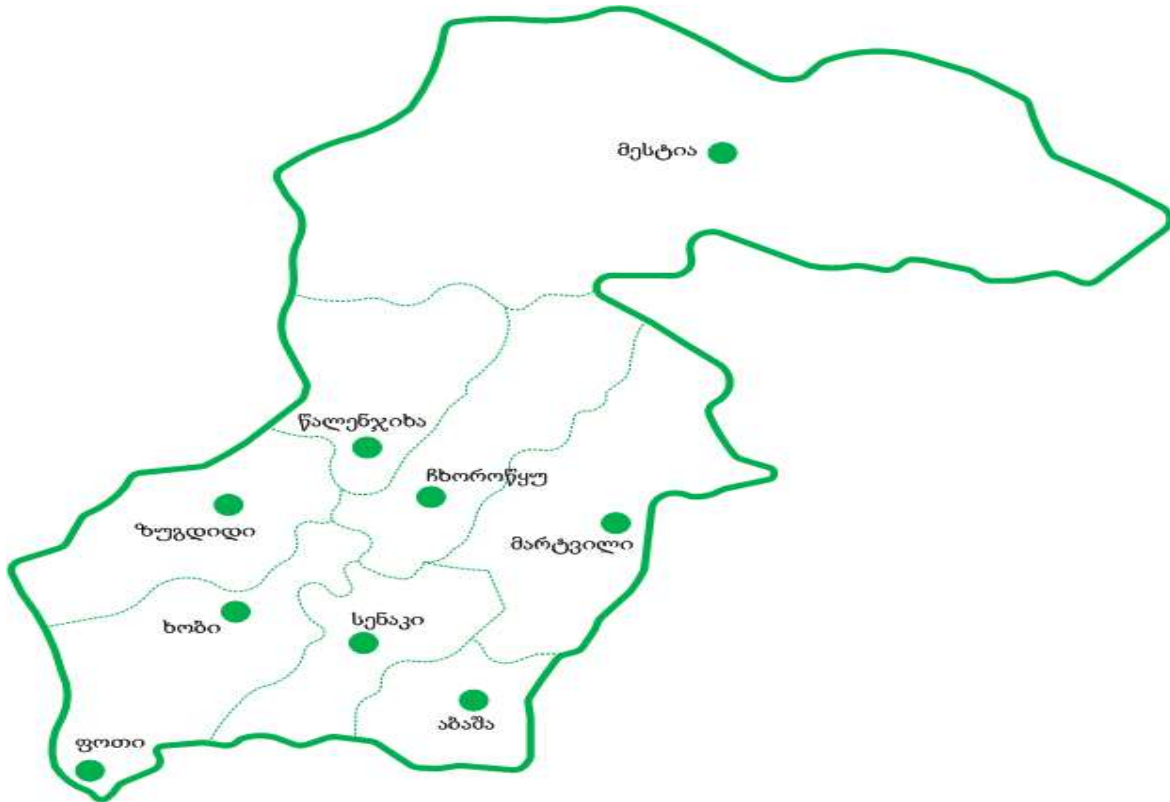 მესტია
წალენჯიხა
ჩხოროწყუ
ზუგდიდი
მარტვილი
ხობი
სენაკი
აბაშა
ფოთი